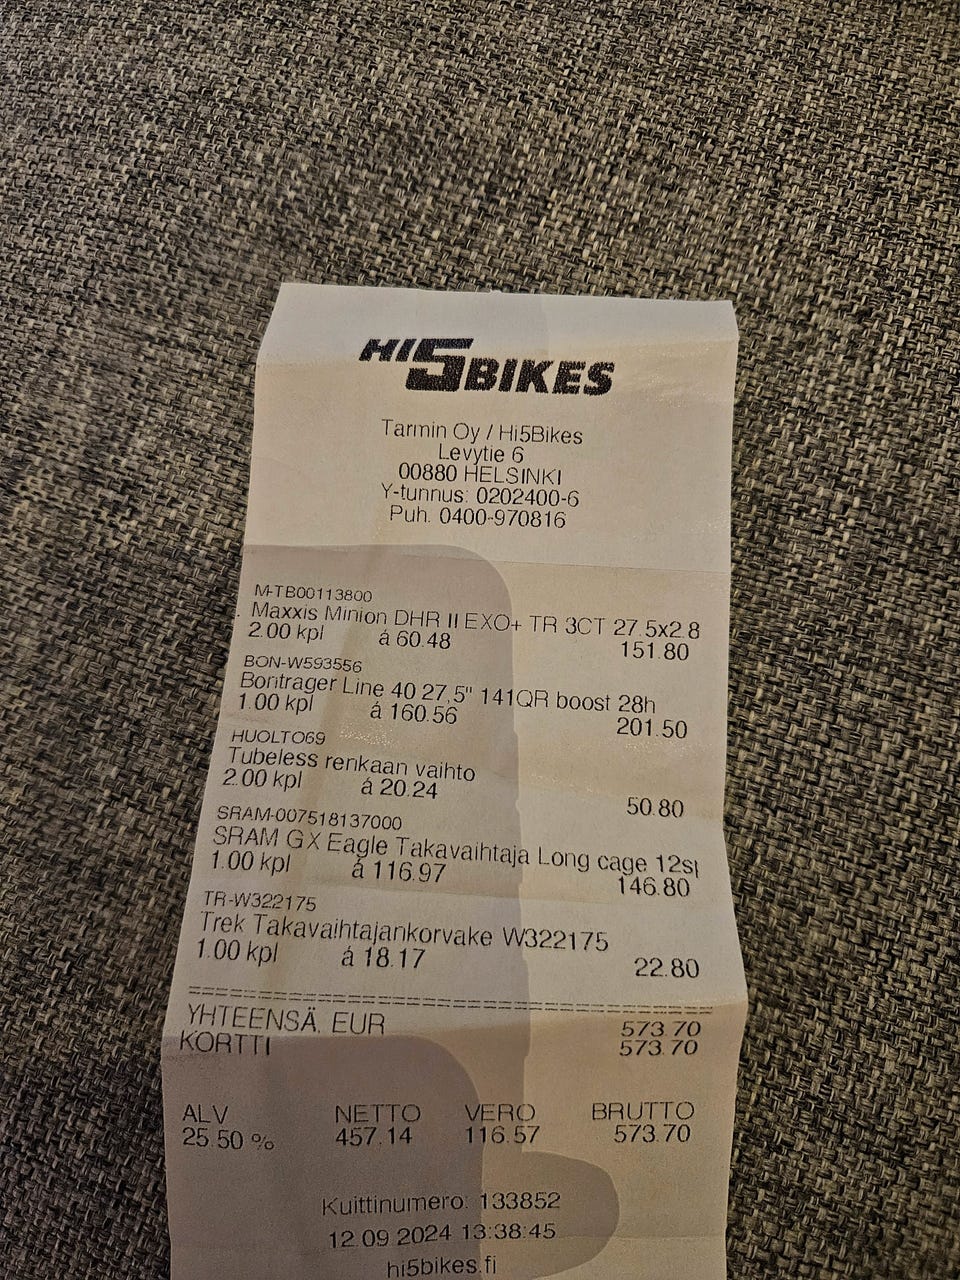 HI5BIKES
Tarmin Oy / Hi5Bikes
Levytie 6
00880 HELSINKI
Y-tunnus: 0202400-6
Puh. 0400-970816
M-TB00113800
Maxxis Minion DHR II EXO+ TR 3CT 27.5x2.8
2.00 kpl á 60.48 151.80
BON-W593556
Bontrager Line 40 27,5" 141QR boost 28h
1.00 kpl á 160.56 201.50
HUOLTO69
Tubeless renkaan vaihto
2.00 kpl á 20.24 50.80
SRAM-007518137000
SRAM GX Eagle Takavaihtaja Long cage 12s
1.00 kpl á 116.97 146.80
TR-W322175
Trek Takavaihtajankorvake W322175
1.00 kpl á 18.17 22.80
YHTEENSÄ, EUR 573.70
KORTTI 573.70
ALV NETTO VERO BRUTTO
25.50 % 457.14 116.57 573.70
Kuittinumero: 133852
12.09.2024 13:38:45
hi5bikes.fi